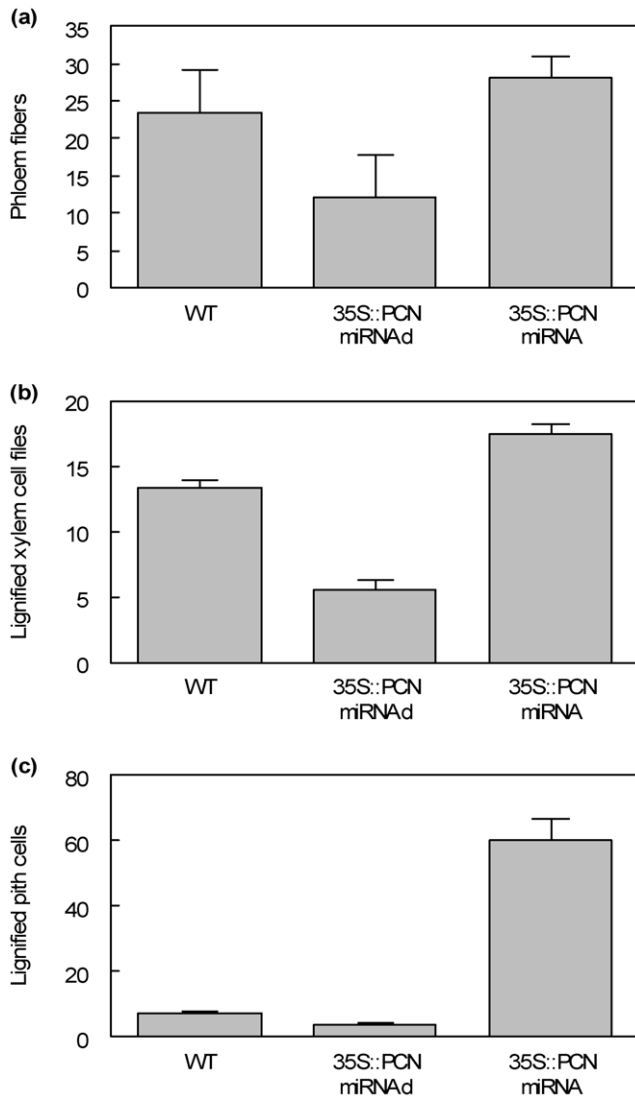 (a)
Phloem fibers
35
30
25
20
15
10
5
0
WT
35S::PCN
miRNAd
35S::PCN
miRNA
(b)
Lignified xylem cell files
20
15
10
5
0
WT
35S::PCN
miRNAd
35S::PCN
miRNA
(c)
Lignified pith cells
80
60
40
20
0
WT
35S::PCN
miRNAd
35S::PCN
miRNA